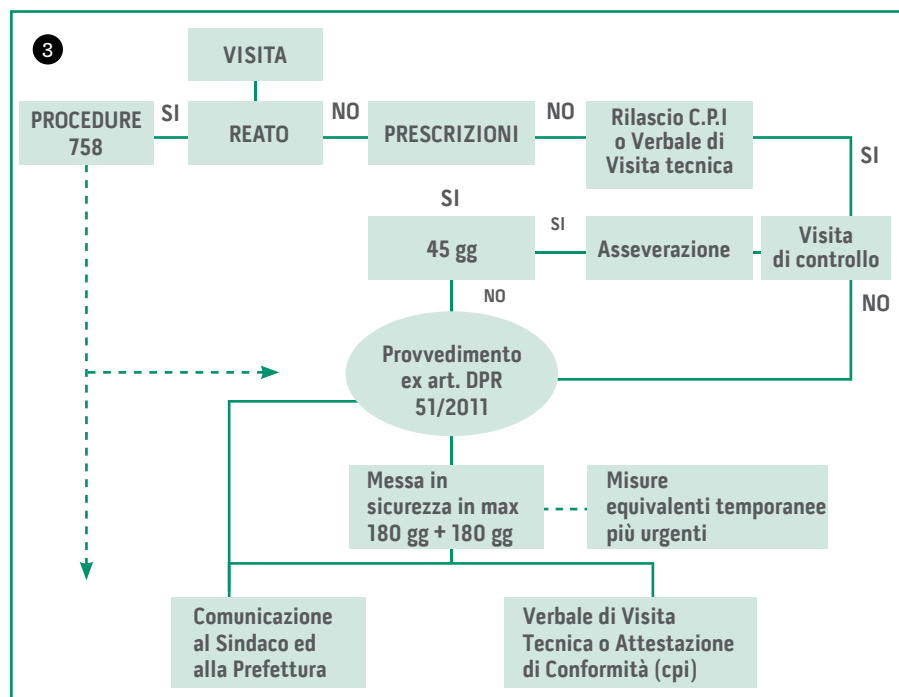 3
VISITA
PROCEDURE
758
SI
REATO
NO
PRESCRIZIONI
NO
Rilascio C.P.I
o Verbale di
Visita tecnica
SI
SI
45 gg
SI
Asseverazione
Visita
di controllo
NO
NO
Provvedimento
ex art. DPR
51/2011
Messa in
sicurezza in max
180 gg + 180 gg
Misure
equivalenti temporanee
più urgenti
Comunicazione
al Sindaco ed
alla Prefettura
Verbale di Visita
Tecnica o Attestazione
di Conformità (cpi)